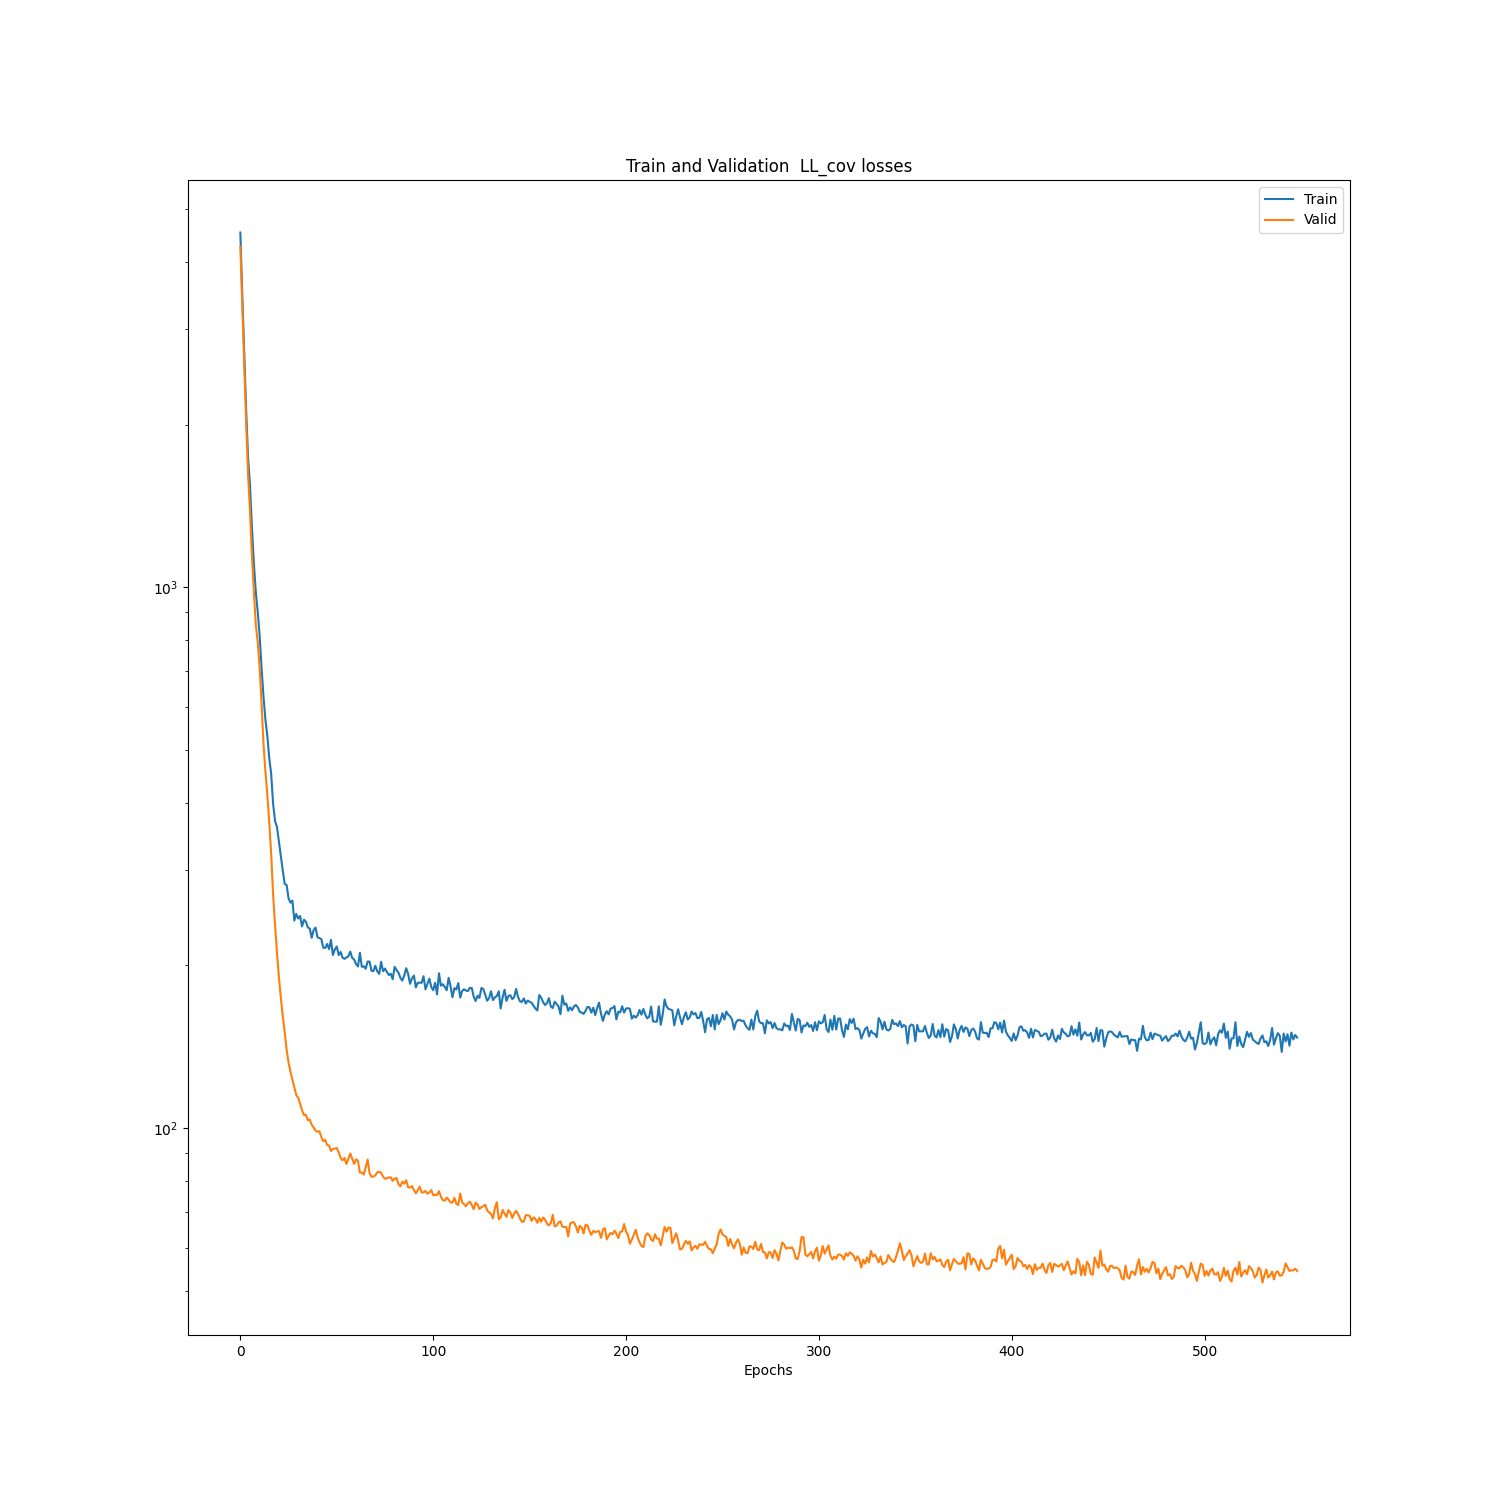 Train and Validation  LL_cov losses
Train
Valid
10³
10²
0 100 200 300 400 500
Epochs